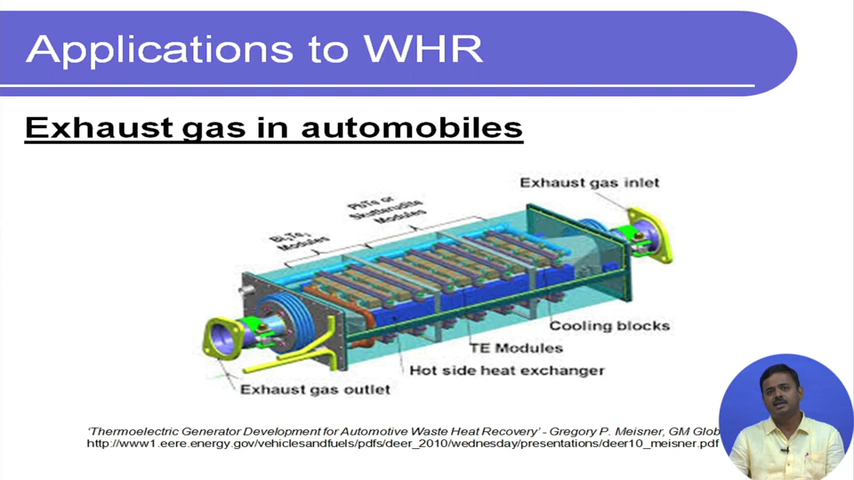 Applications to WHR
Exhaust gas in automobiles
Exhaust gas inlet
PbTe or
Skutterudite
Modules
Bi2Te3
Modules
Cooling blocks
TE Modules
Hot side heat exchanger
Exhaust gas outlet
'Thermoelectric Generator Development for Automotive Waste Heat Recovery' - Gregory P. Meisner, GM Glob
http://www1.eere.energy.gov/vehiclesandfuels/pdfs/deer_2010/wednesday/presentations/deer10_meisner.pdf